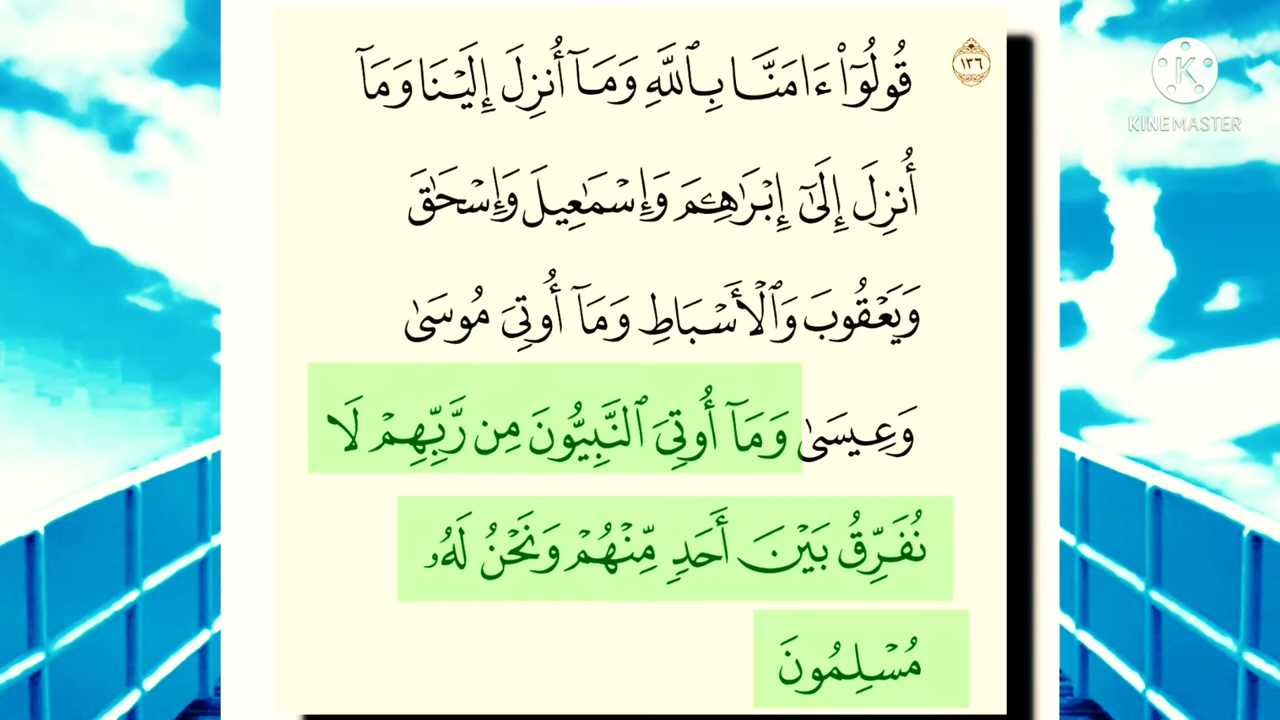 قُولُوٓا۟ ءَامَنَّا بِٱللَّهِ وَمَآ أُنزِلَ إِلَيْنَا وَمَآ ١٣٦
أُنزِلَ إِلَىٰٓ إِبْرَٰهِـۧمَ وَإِسْمَٰعِيلَ وَإِسْحَٰقَ
وَيَعْقُوبَ وَٱلْأَسْبَاطِ وَمَآ أُوتِىَ مُوسَىٰ
وَعِيسَىٰ وَمَآ أُوتِىَ ٱلنَّبِيُّونَ مِن رَّبِّهِمْ لَا
نُفَرِّقُ بَيْنَ أَحَدٍ مِّنْهُمْ وَنَحْنُ لَهُۥ
مُسْلِمُونَ
K
KINEMASTER